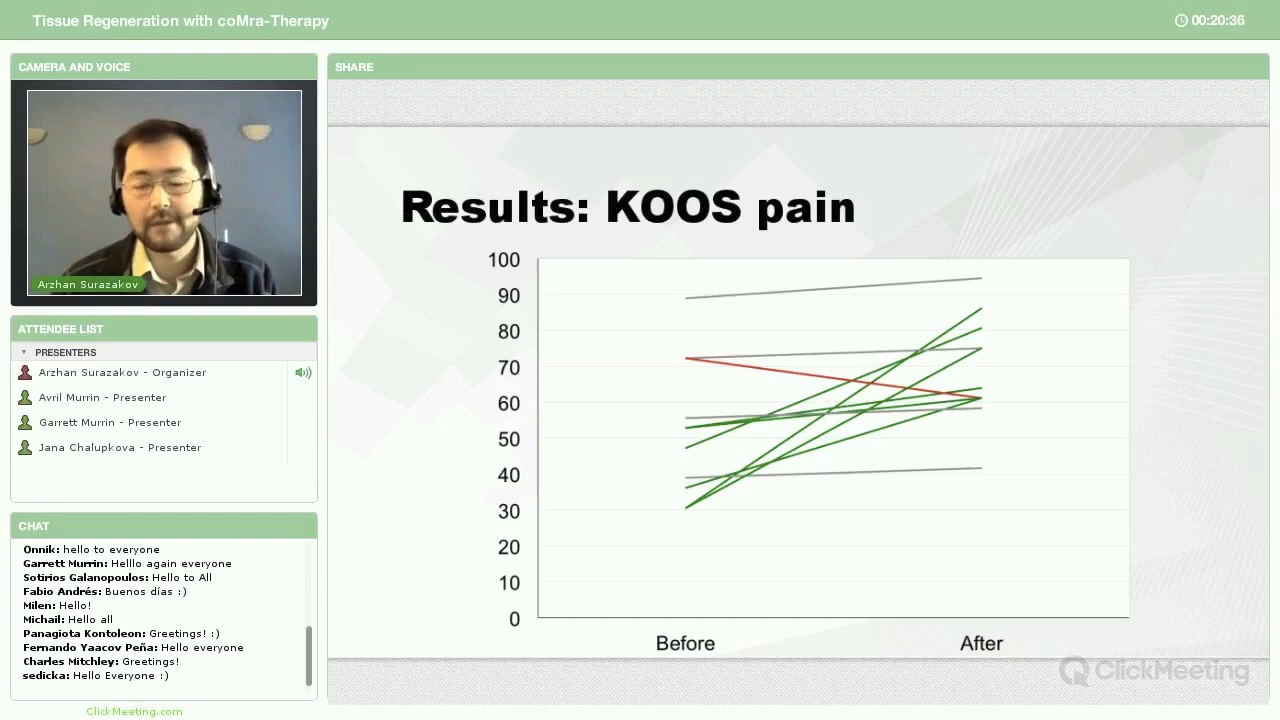 Tissue Regeneration with coMra-Therapy
00:20:36
CAMERA AND VOICE
Arzhan Surazakov
ATTENDEE LIST
PRESENTERS
Arzhan Surazakov - Organizer
Avril Murrin - Presenter
Garrett Murrin - Presenter
Jana Chalupkova - Presenter
CHAT
Onnik: hello to everyone
Garrett Murrin: Helllo again everyone
Sotirios Galanopoulos: Hello to All
Fabio Andrés: Buenos días :)
Milen: Hello!
Michail: Hello all
Panagiota Kontoleon: Greetings! :)
Fernando Yaacov Peña: Hello everyone
Charles Mitchley: Greetings!
sedicka: Hello Everyone :)
ClickMeeting.com
SHARE
Results: KOOS pain
100
90
80
70
60
50
40
30
20
10
0
Before After
ClickMeeting